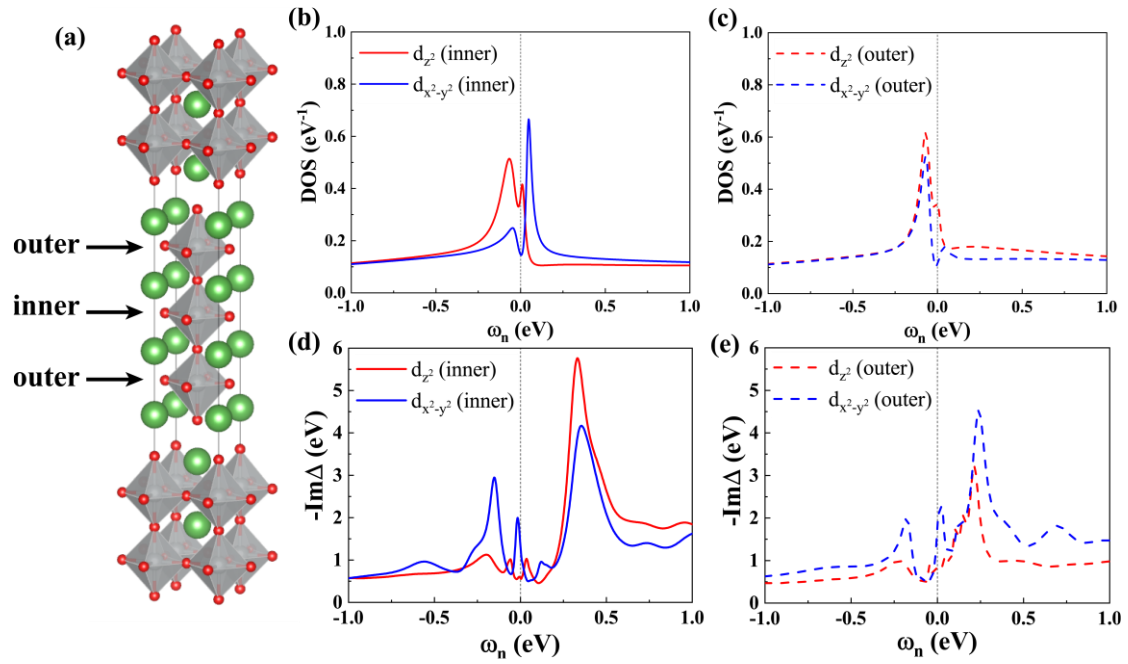 (a)
outer
inner
outer
(b)
1.0
0.8
0.6
0.4
0.2
0.0
DOS (eV⁻¹)
d_z² (inner)
d_x²-y² (inner)
-1.0 -0.5 0.0 0.5 1.0
ω_n (eV)
(c)
1.0
0.8
0.6
0.4
0.2
0.0
DOS (eV⁻¹)
d_z² (outer)
d_x²-y² (outer)
-1.0 -0.5 0.0 0.5 1.0
ω_n (eV)
(d)
6
5
4
3
2
1
0
-ImΔ (eV)
d_z² (inner)
d_x²-y² (inner)
-1.0 -0.5 0.0 0.5 1.0
ω_n (eV)
(e)
6
5
4
3
2
1
0
-ImΔ (eV)
d_z² (outer)
d_x²-y² (outer)
-1.0 -0.5 0.0 0.5 1.0
ω_n (eV)